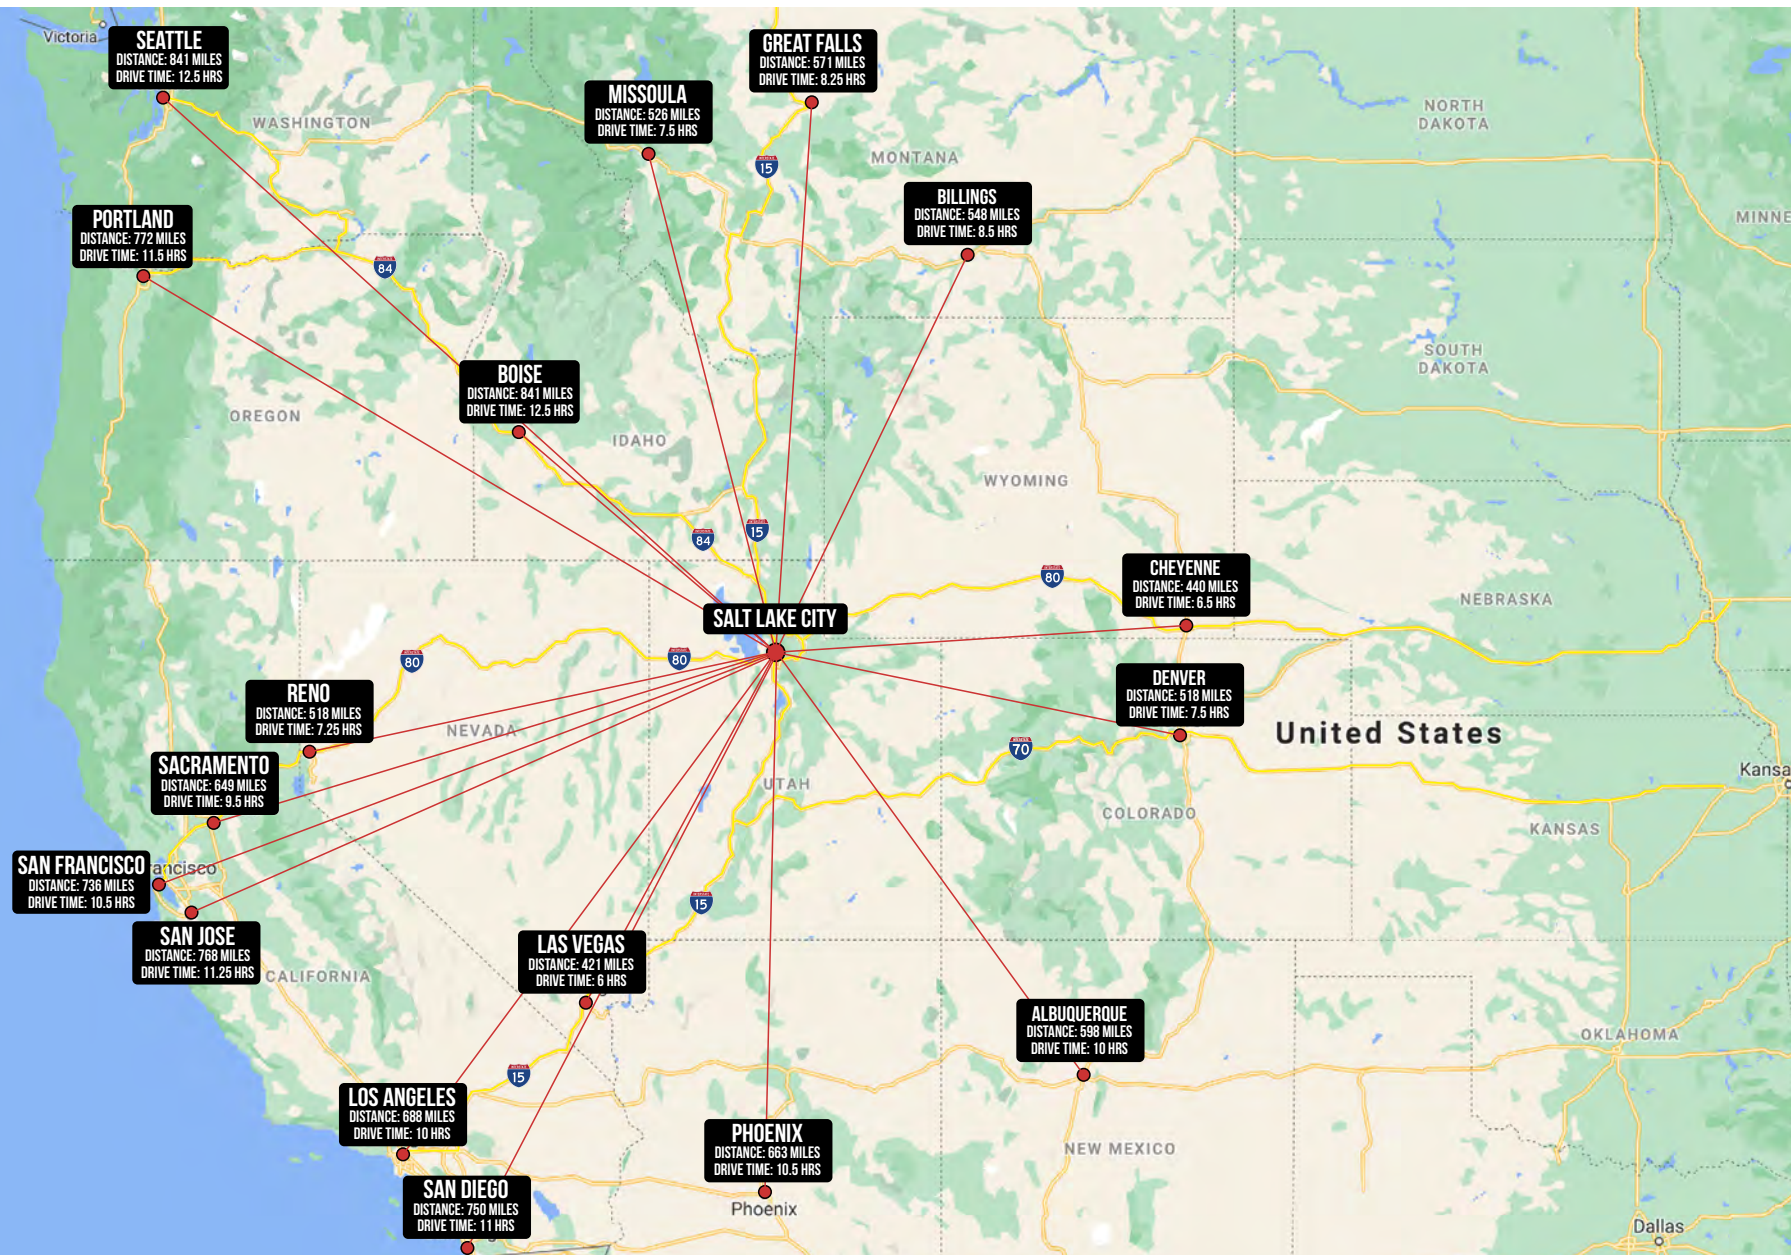 Victoria
SEATTLE
DISTANCE: 841 MILES
DRIVE TIME: 12.5 HRS
GREAT FALLS
DISTANCE: 571 MILES
DRIVE TIME: 8.25 HRS
MISSOULA
DISTANCE: 526 MILES
DRIVE TIME: 7.5 HRS
WASHINGTON
NORTH
DAKOTA
15
MONTANA
BILLINGS
DISTANCE: 548 MILES
DRIVE TIME: 8.5 HRS
PORTLAND
DISTANCE: 772 MILES
DRIVE TIME: 11.5 HRS
MINNE
84
BOISE
DISTANCE: 841 MILES
DRIVE TIME: 12.5 HRS
SOUTH
DAKOTA
OREGON
IDAHO
WYOMING
84
15
80
CHEYENNE
DISTANCE: 440 MILES
DRIVE TIME: 6.5 HRS
NEBRASKA
SALT LAKE CITY
80
80
RENO
DISTANCE: 518 MILES
DRIVE TIME: 7.25 HRS
DENVER
DISTANCE: 518 MILES
DRIVE TIME: 7.5 HRS
NEVADA
United States
70
SACRAMENTO
DISTANCE: 649 MILES
DRIVE TIME: 9.5 HRS
UTAH
Kansa
COLORADO
KANSAS
SAN FRANCISCO
DISTANCE: 736 MILES
DRIVE TIME: 10.5 HRS
ancisco
15
SAN JOSE
DISTANCE: 768 MILES
DRIVE TIME: 11.25 HRS
CALIFORNIA
LAS VEGAS
DISTANCE: 421 MILES
DRIVE TIME: 6 HRS
ALBUQUERQUE
DISTANCE: 598 MILES
DRIVE TIME: 10 HRS
OKLAHOMA
15
LOS ANGELES
DISTANCE: 688 MILES
DRIVE TIME: 10 HRS
PHOENIX
DISTANCE: 663 MILES
DRIVE TIME: 10.5 HRS
NEW MEXICO
SAN DIEGO
DISTANCE: 750 MILES
DRIVE TIME: 11 HRS
Phoenix
Dallas